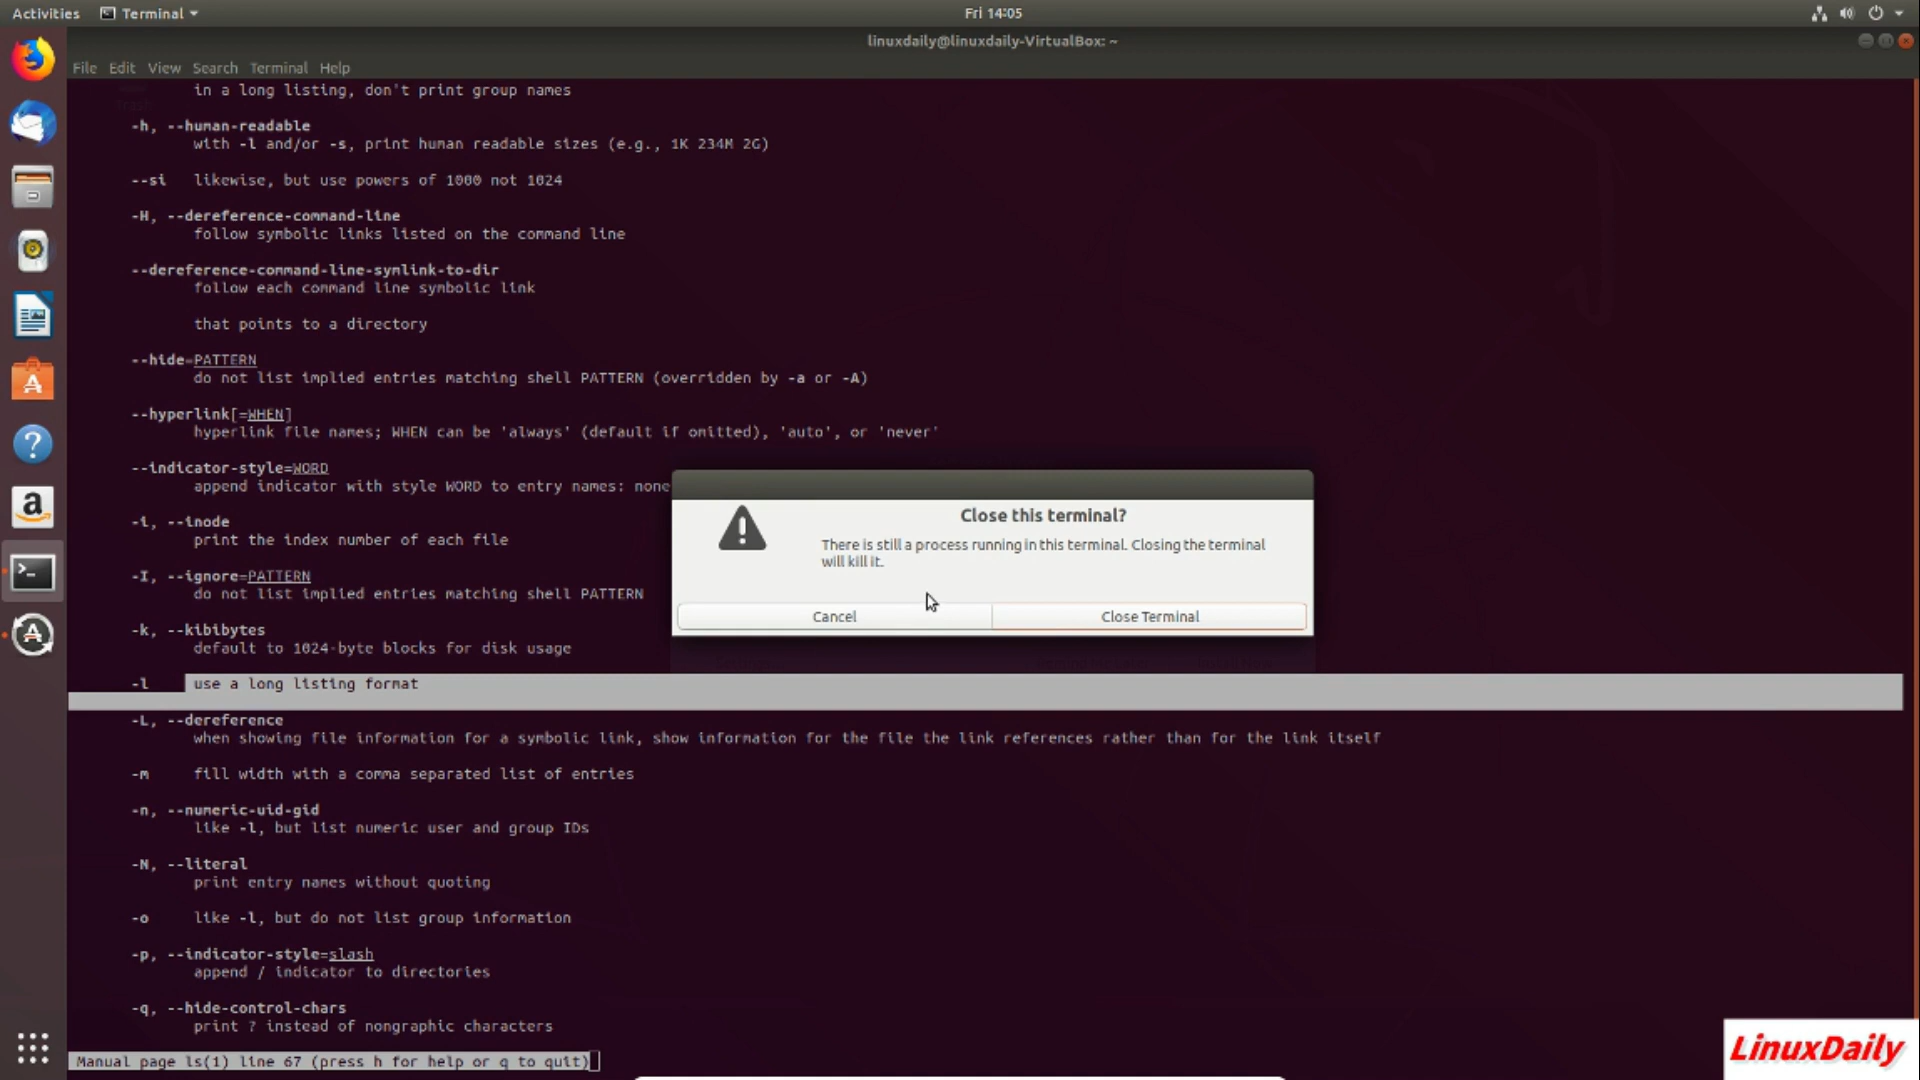 Activities Terminal Fri 14:05
linuxdaily@linuxdaily-VirtualBox: ~
File Edit View Search Terminal Help
in a long listing, don't print group names
-h, --human-readable
with -l and/or -s, print human readable sizes (e.g., 1K 234M 2G)
--si likewise, but use powers of 1000 not 1024
-H, --dereference-command-line
follow symbolic links listed on the command line
--dereference-command-line-symlink-to-dir
follow each command line symbolic link
that points to a directory
--hide=PATTERN
do not list implied entries matching shell PATTERN (overridden by -a or -A)
--hyperlink[=WHEN]
hyperlink file names; WHEN can be 'always' (default if omitted), 'auto', or 'never'
--indicator-style=WORD
append indicator with style WORD to entry names: none
-i, --inode
print the index number of each file
-I, --ignore=PATTERN
do not list implied entries matching shell PATTERN
-k, --kibibytes
default to 1024-byte blocks for disk usage
-l use a long listing format
-L, --dereference
when showing file information for a symbolic link, show information for the file the link references rather than for the link itself
-m fill width with a comma separated list of entries
-n, --numeric-uid-gid
like -l, but list numeric user and group IDs
-N, --literal
print entry names without quoting
-o like -l, but do not list group information
-p, --indicator-style=slash
append / indicator to directories
-q, --hide-control-chars
print ? instead of nongraphic characters
Manual page ls(1) line 67 (press h for help or q to quit)
Close this terminal?
There is still a process running in this terminal. Closing the terminal
will kill it.
Cancel Close Terminal
LinuxDaily